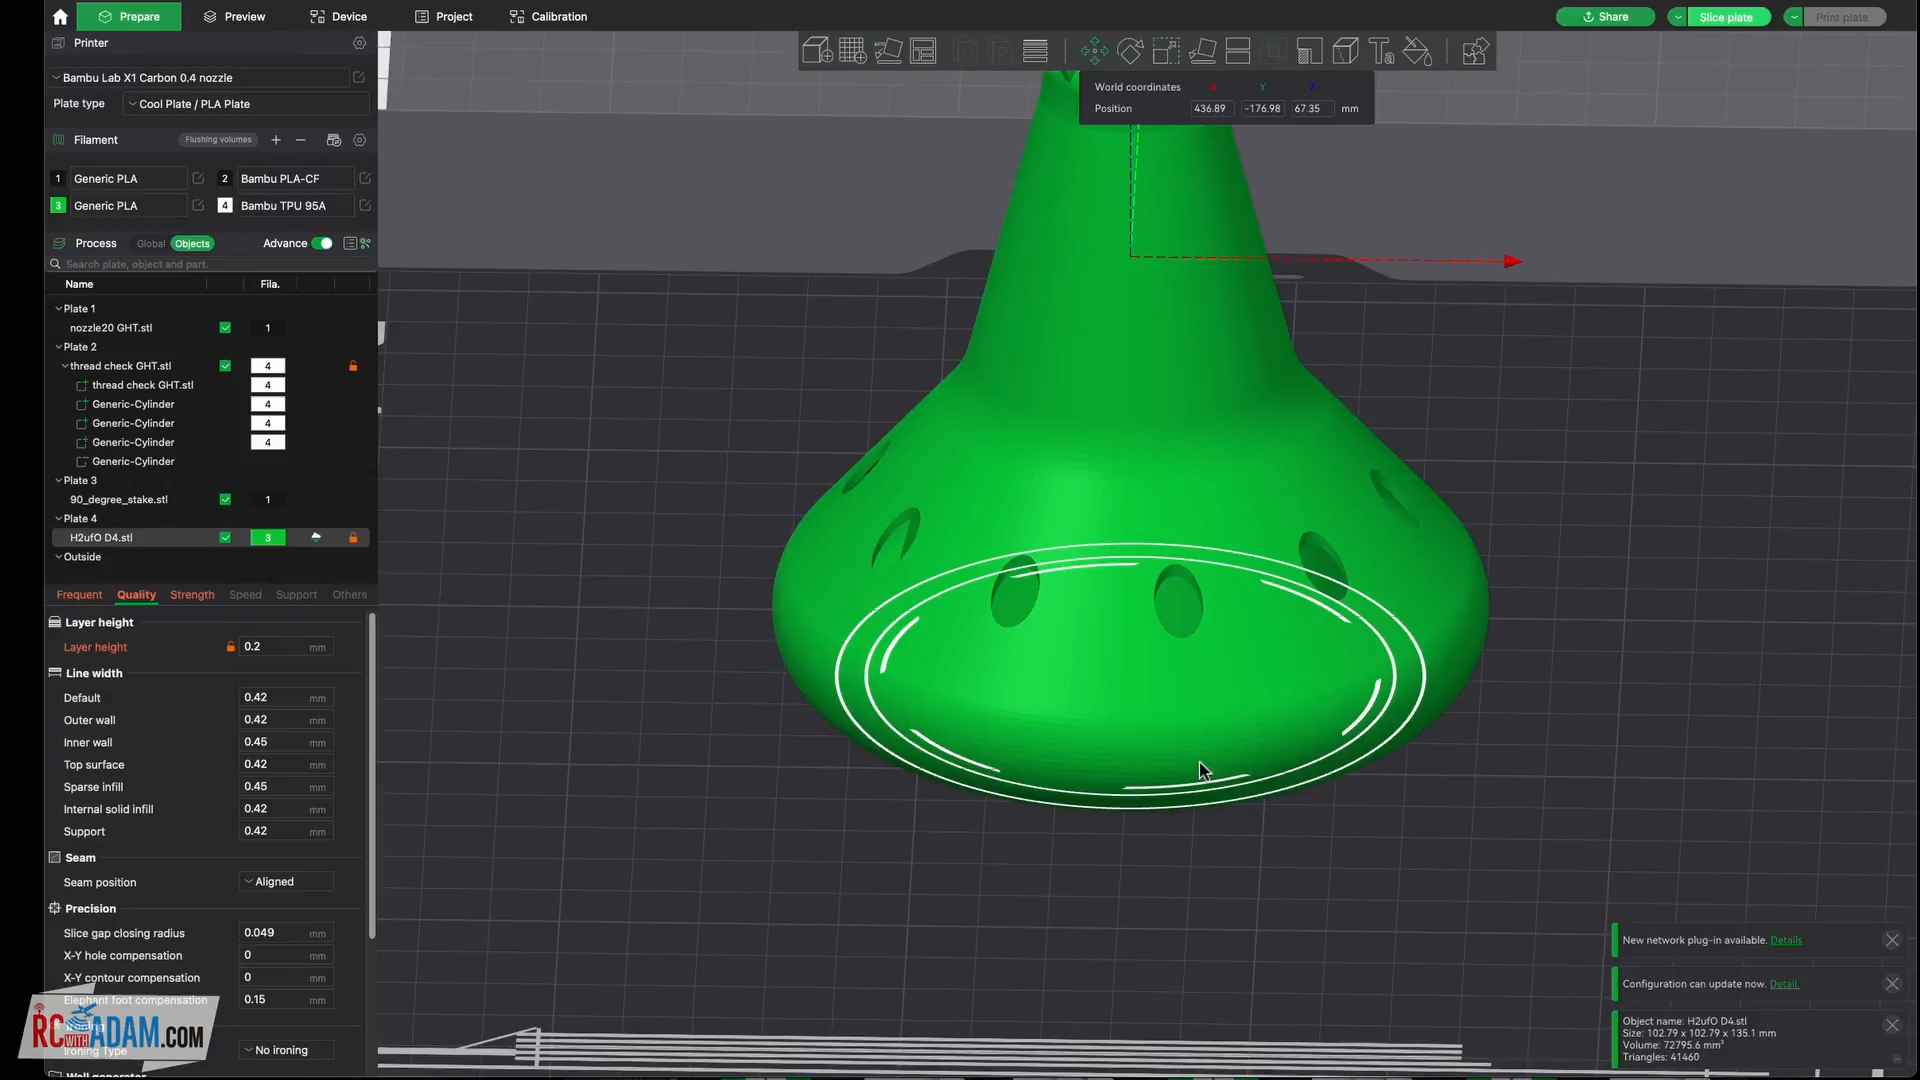 Prepare Preview Device Project Calibration Share Slice plate Print plate
Printer
Bambu Lab X1 Carbon 0.4 nozzle
Plate type Cool Plate / PLA Plate
World coordinates X Y Z
Position 436.89 -176.98 67.35 mm
Filament Flushing volumes + −
1 Generic PLA 2 Bambu PLA-CF
3 Generic PLA 4 Bambu TPU 95A
Process Global Objects Advance
Search plate, object and part.
Name Fila.
Plate 1
nozzle20 GHT.stl 1
Plate 2
thread check GHT.stl 4
thread check GHT.stl 4
Generic-Cylinder 4
Generic-Cylinder 4
Generic-Cylinder 4
Generic-Cylinder
Plate 3
90_degree_stake.stl 1
Plate 4
H2ufO D4.stl 3
Outside
Frequent Quality Strength Speed Support Others
Layer height
Layer height 0.2 mm
Line width
Default 0.42 mm
Outer wall 0.42 mm
Inner wall 0.45 mm
Top surface 0.42 mm
Sparse infill 0.45 mm
Internal solid infill 0.42 mm
Support 0.42 mm
Seam
Seam position Aligned
Precision
Slice gap closing radius 0.049 mm
X-Y hole compensation 0 mm
X-Y contour compensation 0 mm
Elephant foot compensation 0.15 mm
Ironing
Ironing Type No ironing
Wall generator
RC with ADAM.COM
New network plug-in available. Details
Configuration can update now. Detail.
Object name: H2ufO D4.stl
Size: 102.79 x 102.79 x 135.1 mm
Volume: 72795.6 mm³
Triangles: 41460